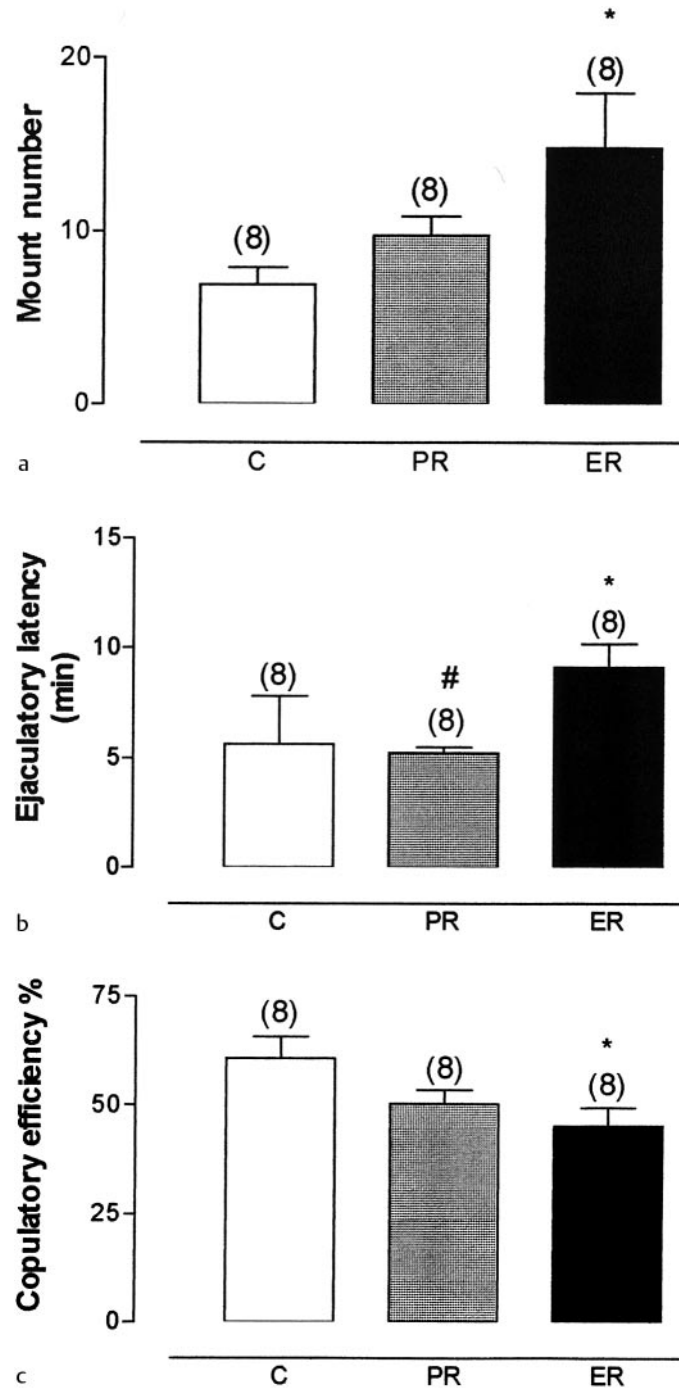 *
20
(8)
Mount number
(8)
(8)
10
0
a
C PR ER
15
*
(8)
10
(8)
#
(8)
Ejaculatory latency
(min)
5
0
b
C PR ER
75
(8)
*
(8)
(8)
Copulatory efficiency %
50
25
0
c
C PR ER